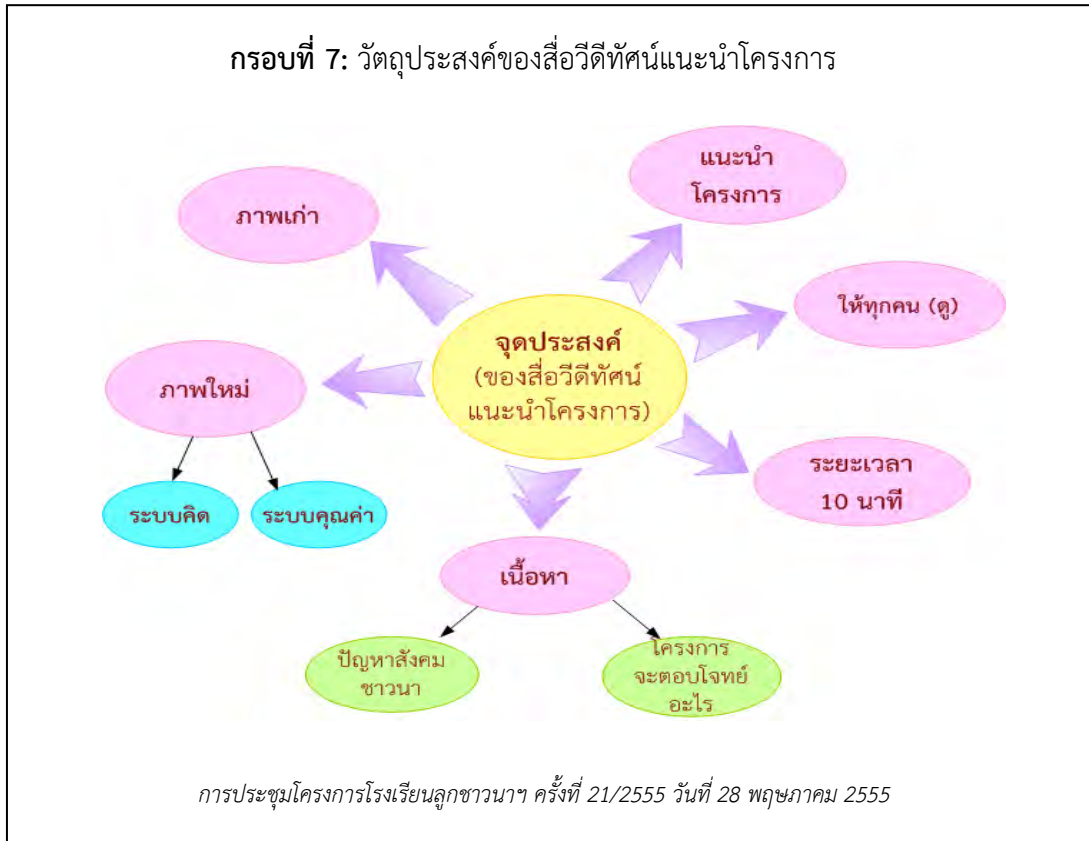 กรอบที่ 7: วัตถุประสงค์ของสื่อวีดีทัศน์แนะนำโครงการ
แนะนำ
โครงการ
ภาพเก่า
ให้ทุกคน (ดู)
จุดประสงค์
(ของสื่อวีดีทัศน์
แนะนำโครงการ)
ภาพใหม่
ระยะเวลา
10 นาที
ระบบคิด
ระบบคุณค่า
เนื้อหา
ปัญหาสังคม
ชาวนา
โครงการ
จะตอบโจทย์
อะไร
การประชุมโครงการโรงเรียนลูกชาวนาฯ ครั้งที่ 21/2555 วันที่ 28 พฤษภาคม 2555